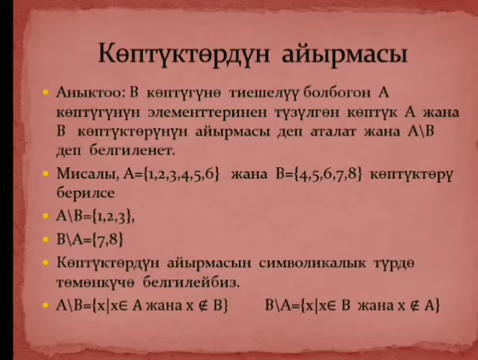 Көптүктөрдүн айырмасы
Аныктоо: В көптүгүнө тиешелүү болбогон А
көптүгүнүн элементтеринен түзүлгөн көптүк А жана
В көптүктөрүнүн айырмасы деп аталат жана А\В
деп белгиленет.
Мисалы, А={1,2,3,4,5,6} жана В={4,5,6,7,8} көптүктөрү
берилсе
А\В={1,2,3},
В\А={7,8}
Көптүктөрдүн айырмасын символикалык түрдө
төмөнкүчө белгилейбиз.
А\В={x|x∈ А жана x ∉ В} В\А={x|x∈ В жана x ∉ А}